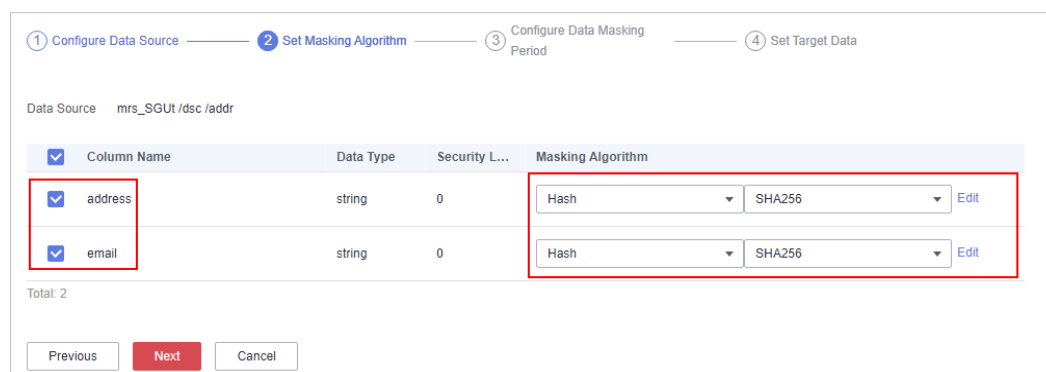 1 Configure Data Source 2 Set Masking Algorithm 3 Configure Data Masking Period 4 Set Target Data
Data Source mrs_SGUt /dsc /addr
Column Name Data Type Security L... Masking Algorithm
address string 0 Hash SHA256 Edit
email string 0 Hash SHA256 Edit
Total: 2
Previous Next Cancel